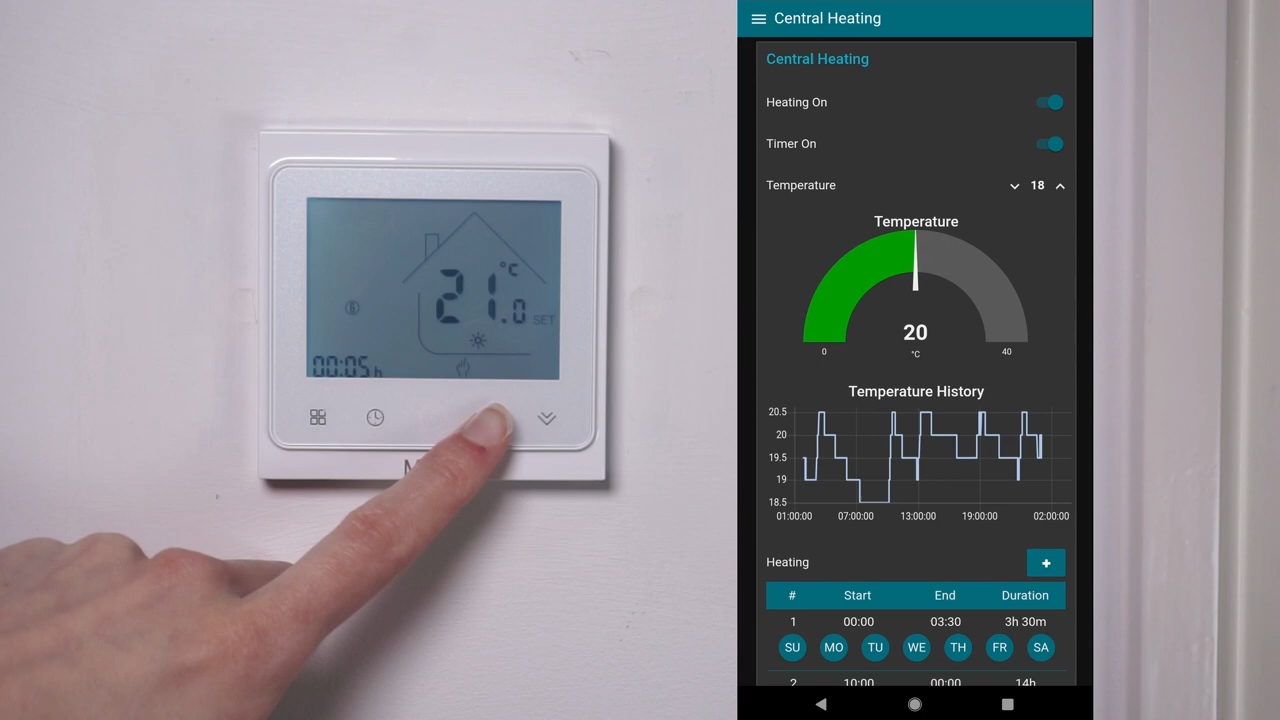 21.0 °C
SET
00:05h
M
Central Heating
Central Heating
Heating On
Timer On
Temperature 18
Temperature
20
0 °C 40
Temperature History
20.5
20
19.5
19
18.5
01:00:00 07:00:00 13:00:00 19:00:00 02:00:00
Heating +
# Start End Duration
1 00:00 03:30 3h 30m
SU MO TU WE TH FR SA
2 10:00 00:00 14h